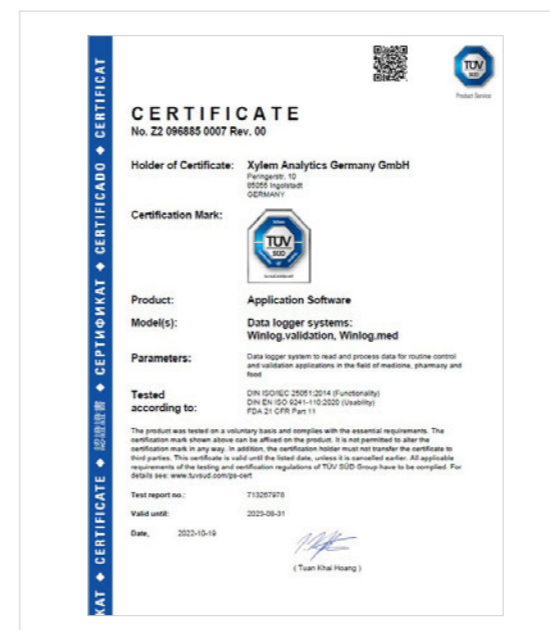 TÜV
SÜD
Product Service
CERTIFICATE
No. Z2 096885 0007 Rev. 00
Holder of Certificate: Xylem Analytics Germany GmbH
Peringerstr. 10
85055 Ingolstadt
GERMANY
Certification Mark:
TÜV
SÜD
Product: Application Software
Model(s): Data logger systems:
Winlog.validation, Winlog.med
Parameters: Data logger system to read and process data for routine control
and validation applications in the field of medicine, pharmacy and
food
Tested
according to:
DIN ISO/IEC 25051:2014 (Functionality)
DIN EN ISO 9241-110:2020 (Usability)
FDA 21 CFR Part 11
The product was tested on a voluntary basis and complies with the essential requirements. The
certification mark shown above can be affixed on the product. It is not permitted to alter the
certification mark in any way. In addition, the certification holder must not transfer the certificate to
third parties. This certificate is valid until the listed date, unless it is cancelled earlier. All applicable
requirements of the testing and certification regulations of TÜV SÜD Group have to be complied. For
details see: www.tuvsud.com/ps-cert
Test report no.: 713267978
Valid until: 2023-08-31
Date, 2022-10-19
( Tuan Khai Hoang )
KAT ◆ CERTIFICATE ◆ 認證證書 ◆ СЕРТИФИКАТ ◆ CERTIFICADO ◆ CERTIFICAT